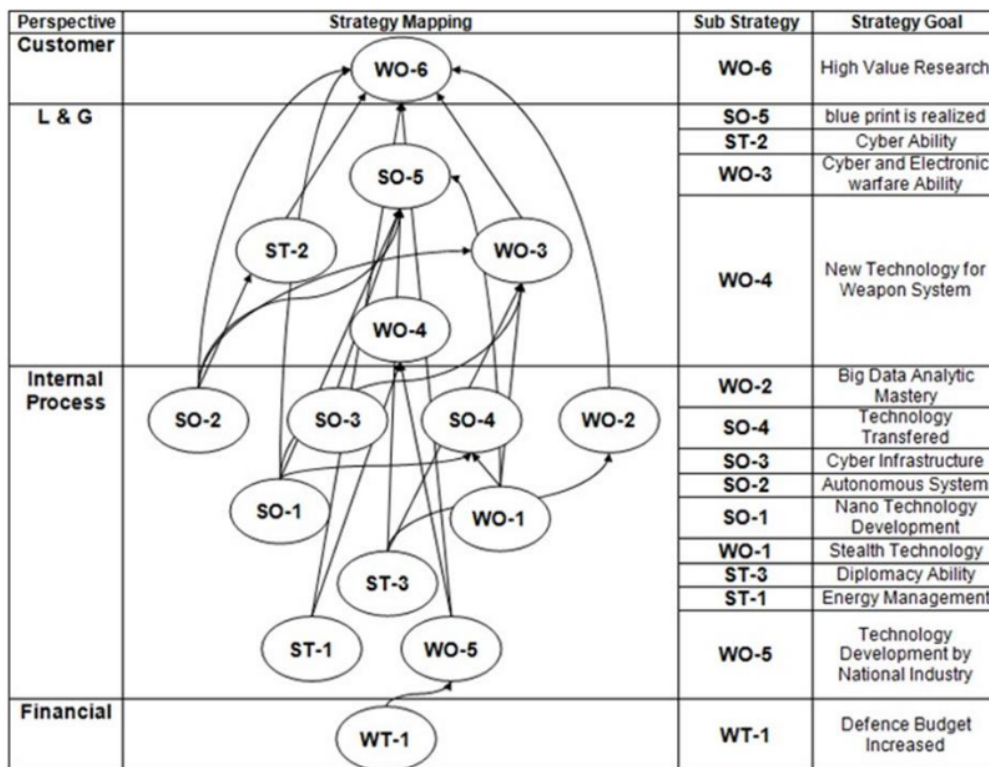 Perspective Strategy Mapping Sub Strategy Strategy Goal
Customer
WO-6
WO-6 High Value Research
L & G
SO-5
ST-2
WO-3
WO-4
SO-5 blue print is realized
ST-2 Cyber Ability
WO-3 Cyber and Electronic
warfare Ability
WO-4 New Technology for
Weapon System
Internal
Process
SO-2
SO-3
SO-4
WO-2
SO-1
WO-1
ST-3
ST-1
WO-5
WO-2 Big Data Analytic
Mastery
SO-4 Technology
Transfered
SO-3 Cyber Infrastructure
SO-2 Autonomous System
SO-1 Nano Technology
Development
WO-1 Stealth Technology
ST-3 Diplomacy Ability
ST-1 Energy Management
WO-5 Technology
Development by
National Industry
Financial
WT-1
WT-1 Defence Budget
Increased